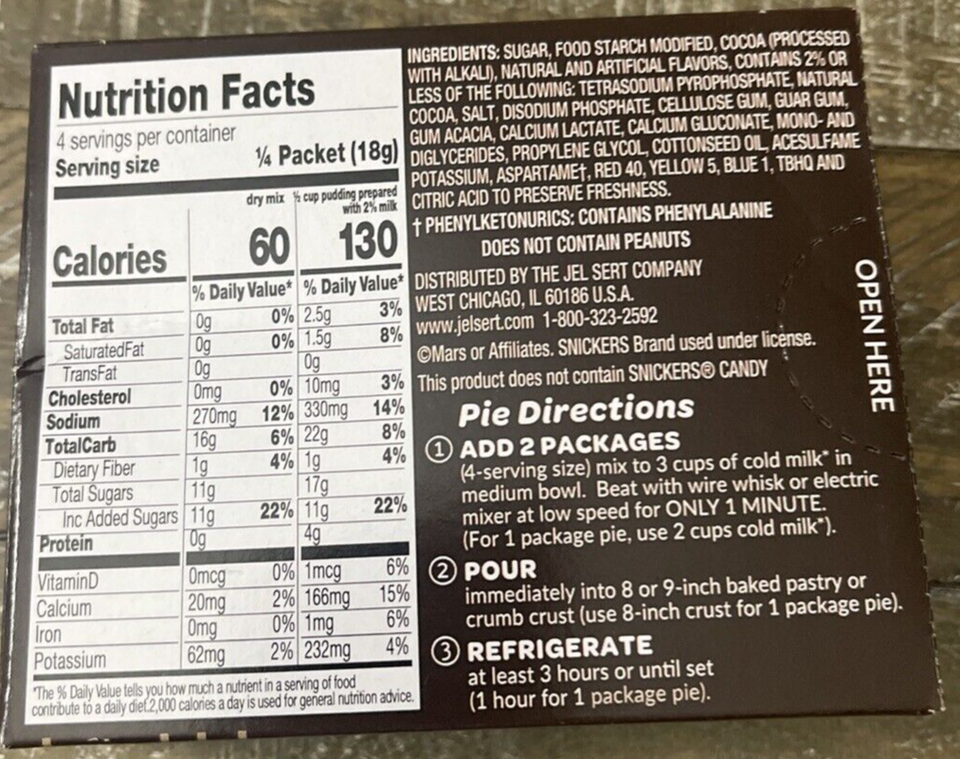 Nutrition Facts
4 servings per container
Serving size ¼ Packet (18g)
dry mix ½ cup pudding prepared
with 2% milk
Calories 60 130
% Daily Value* % Daily Value*
Total Fat 0g 0% 2.5g 3%
SaturatedFat 0g 0% 1.5g 8%
TransFat 0g 0g
Cholesterol 0mg 0% 10mg 3%
Sodium 270mg 12% 330mg 14%
TotalCarb 16g 6% 22g 8%
Dietary Fiber 1g 4% 1g 4%
Total Sugars 11g 17g
Inc Added Sugars 11g 22% 11g 22%
Protein 0g 4g
VitaminD 0mcg 0% 1mcg 6%
Calcium 20mg 2% 166mg 15%
Iron 0mg 0% 1mg 6%
Potassium 62mg 2% 232mg 4%
*The % Daily Value tells you how much a nutrient in a serving of food
contribute to a daily diet.2,000 calories a day is used for general nutrition advice.
INGREDIENTS: SUGAR, FOOD STARCH MODIFIED, COCOA (PROCESSED
WITH ALKALI), NATURAL AND ARTIFICIAL FLAVORS, CONTAINS 2% OR
LESS OF THE FOLLOWING: TETRASODIUM PYROPHOSPHATE, NATURAL
COCOA, SALT, DISODIUM PHOSPHATE, CELLULOSE GUM, GUAR GUM,
GUM ACACIA, CALCIUM LACTATE, CALCIUM GLUCONATE, MONO- AND
DIGLYCERIDES, PROPYLENE GLYCOL, COTTONSEED OIL, ACESULFAME
POTASSIUM, ASPARTAME†, RED 40, YELLOW 5, BLUE 1, TBHQ AND
CITRIC ACID TO PRESERVE FRESHNESS.
† PHENYLKETONURICS: CONTAINS PHENYLALANINE
DOES NOT CONTAIN PEANUTS
DISTRIBUTED BY THE JEL SERT COMPANY
WEST CHICAGO, IL 60186 U.S.A.
www.jelsert.com 1-800-323-2592
©Mars or Affiliates. SNICKERS Brand used under license.
This product does not contain SNICKERS® CANDY
Pie Directions
1 ADD 2 PACKAGES
(4-serving size) mix to 3 cups of cold milk* in
medium bowl. Beat with wire whisk or electric
mixer at low speed for ONLY 1 MINUTE.
(For 1 package pie, use 2 cups cold milk*).
2 POUR
immediately into 8 or 9-inch baked pastry or
crumb crust (use 8-inch crust for 1 package pie).
3 REFRIGERATE
at least 3 hours or until set
(1 hour for 1 package pie).
OPEN HERE